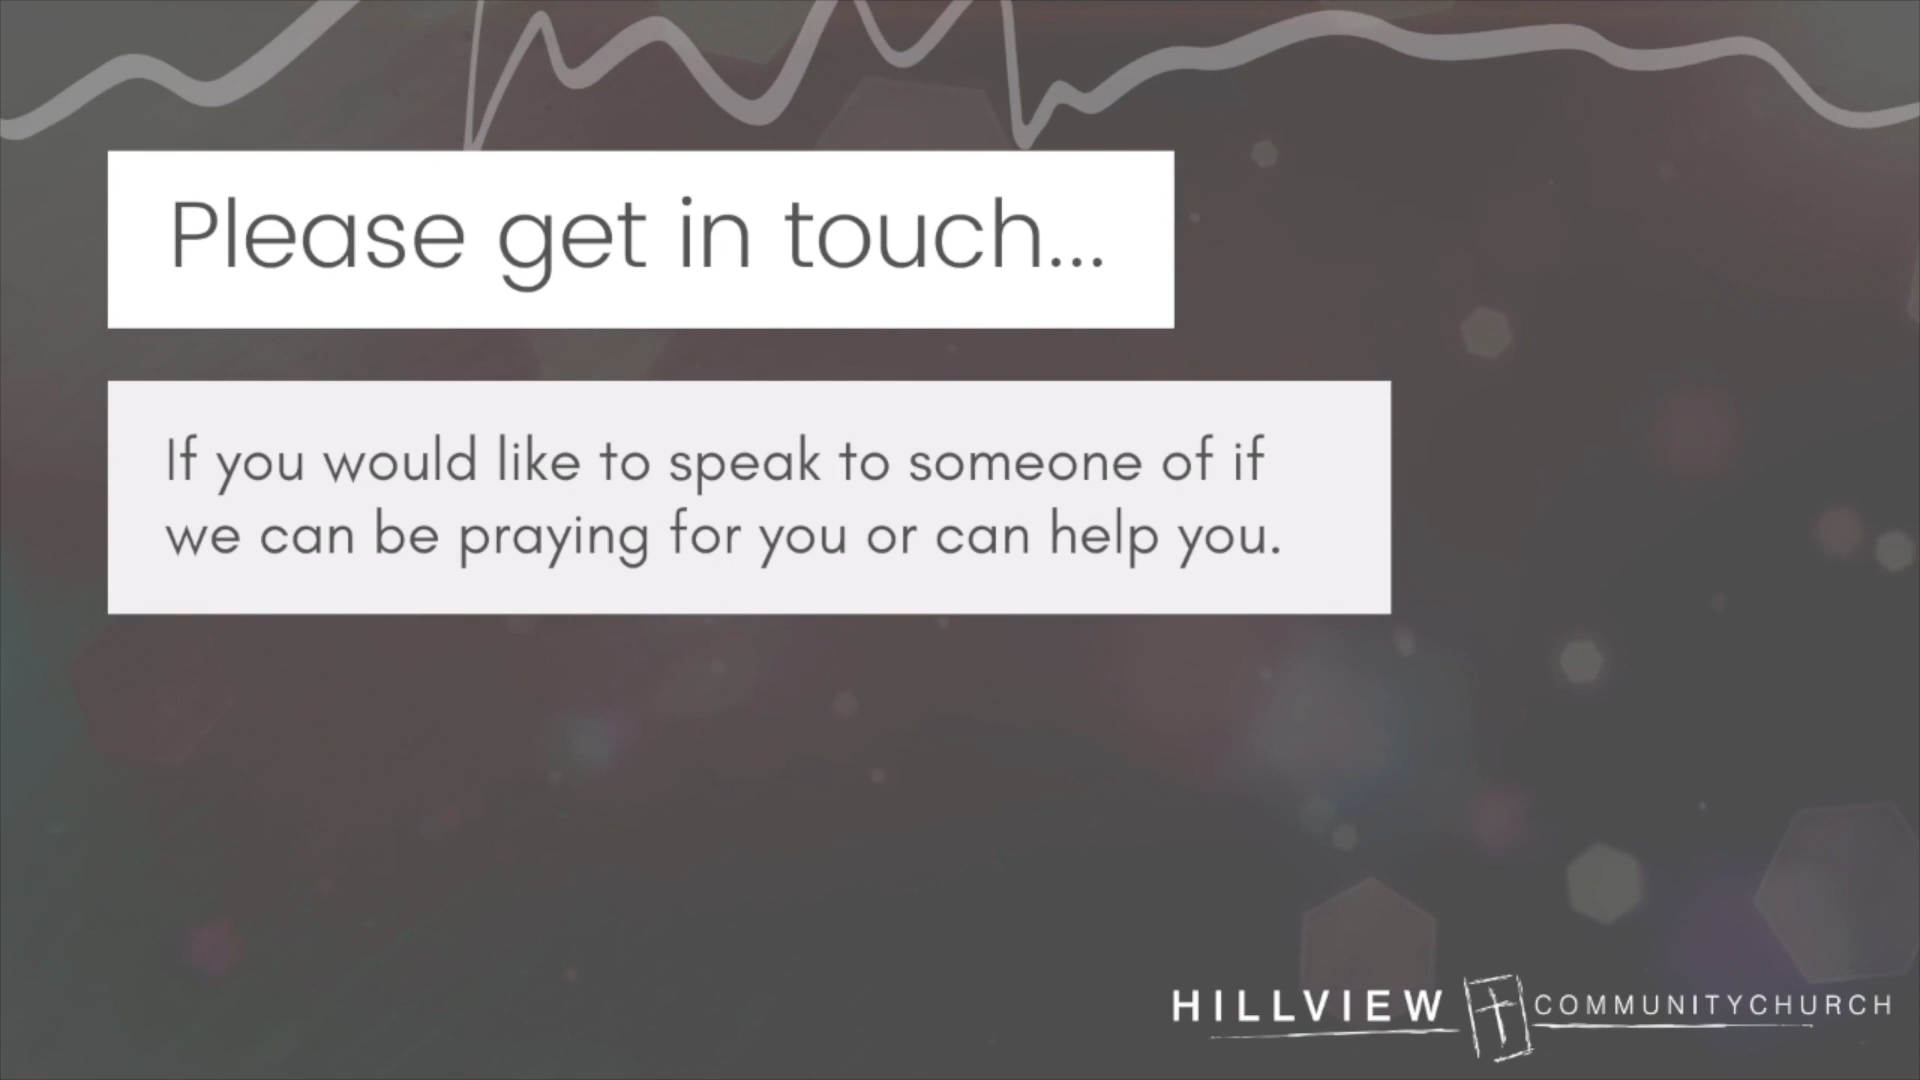 Please get in touch...
If you would like to speak to someone of if
we can be praying for you or can help you.
HILLVIEW COMMUNITYCHURCH